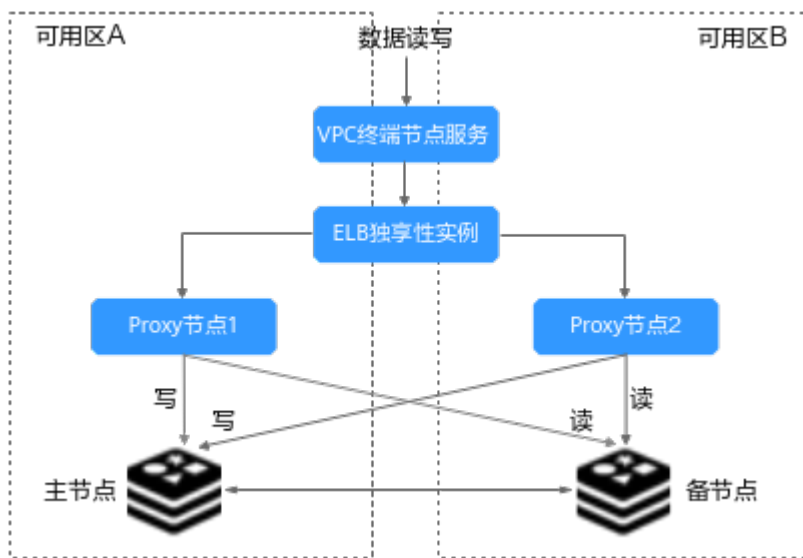 可用区A
数据读写
可用区B
VPC终端节点服务
ELB独享性实例
Proxy节点1
Proxy节点2
写
写
读
读
主节点
备节点